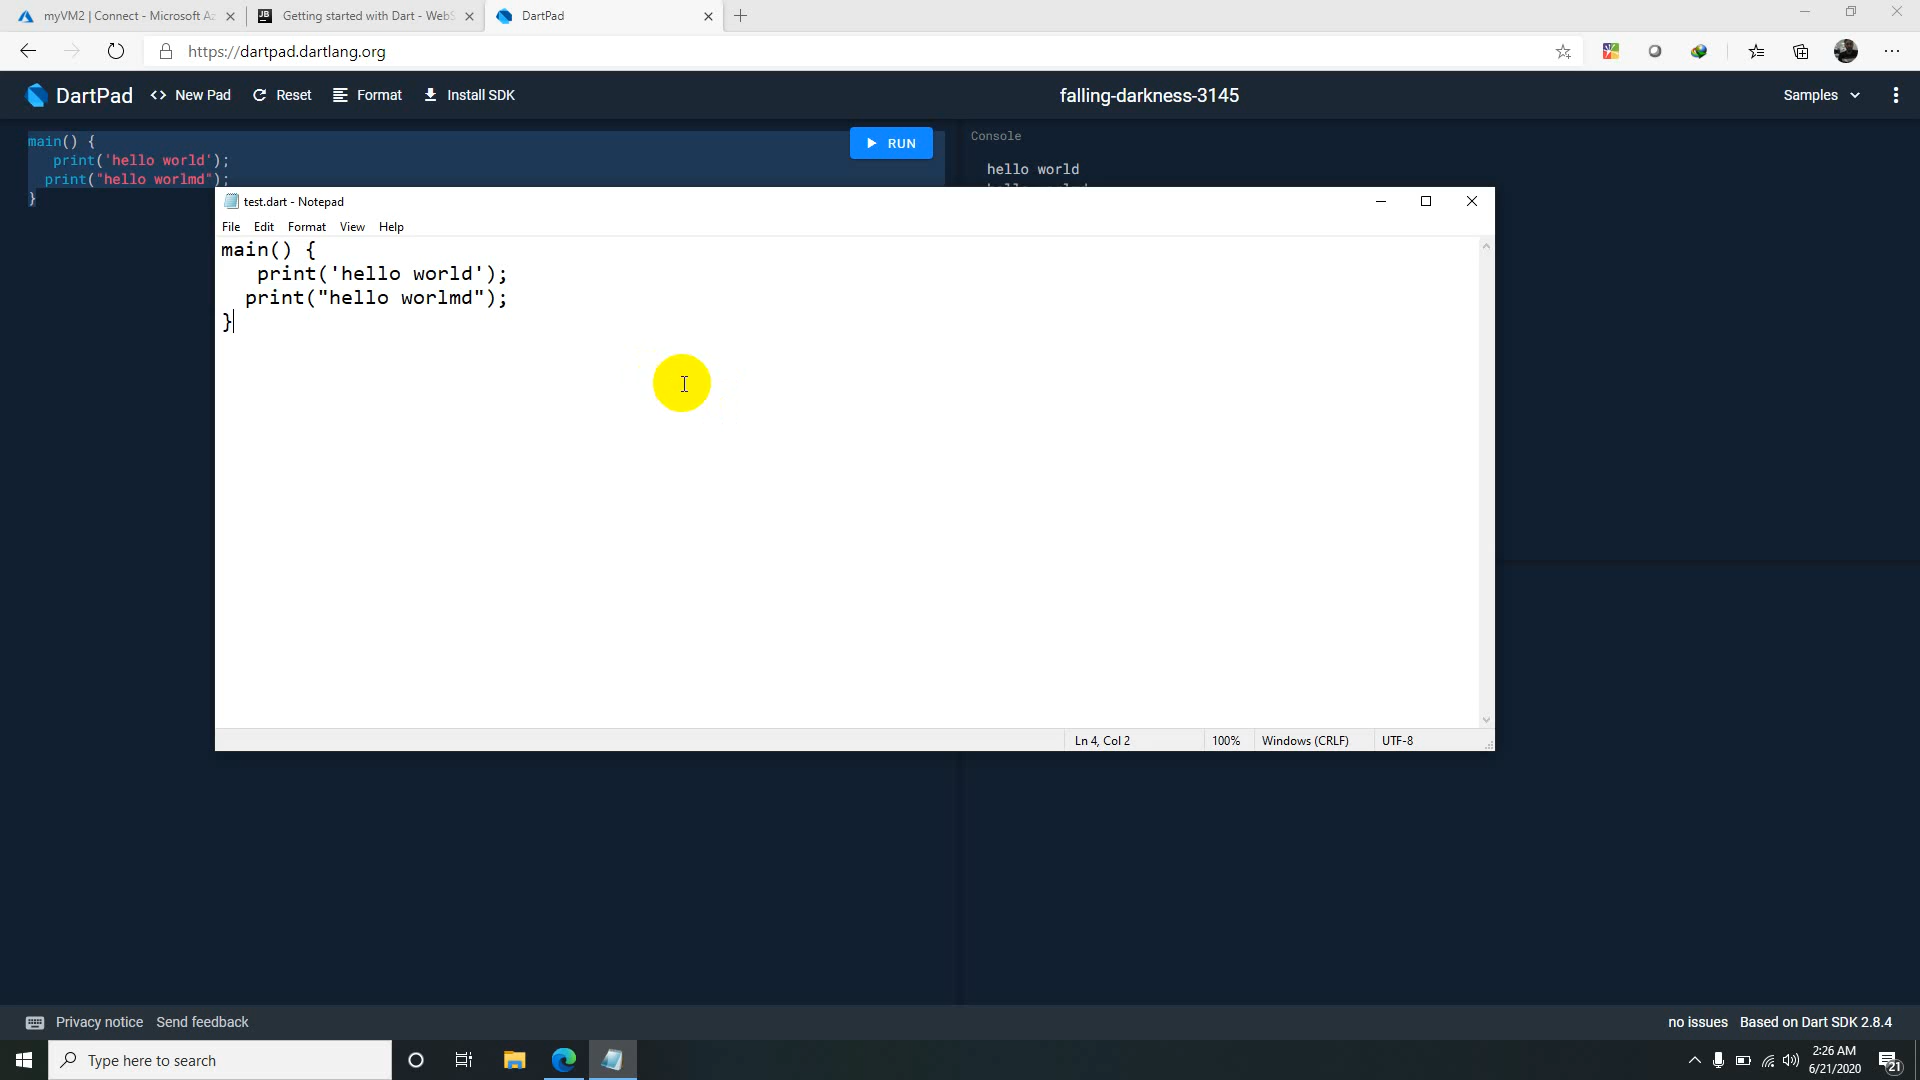 myVM2 | Connect - Microsoft Az
Getting started with Dart - WebS
DartPad
https://dartpad.dartlang.org
DartPad
<> New Pad
Reset
Format
Install SDK
falling-darkness-3145
Samples
main() {
print('hello world');
print("hello worlmd");
}
RUN
Console
hello world
test.dart - Notepad
File Edit Format View Help
main() {
print('hello world');
print("hello worlmd");
}
Ln 4, Col 2
100%
Windows (CRLF)
UTF-8
Privacy notice
Send feedback
no issues
Based on Dart SDK 2.8.4
Type here to search
2:26 AM
6/21/2020
21